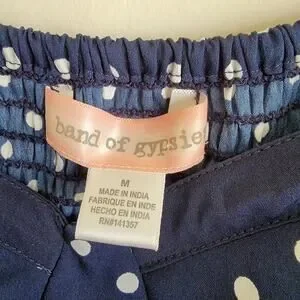 band of gypsies
M
MADE IN INDIA
FABRIQUE EN INDE
HECHO EN INDIA
RN#141357